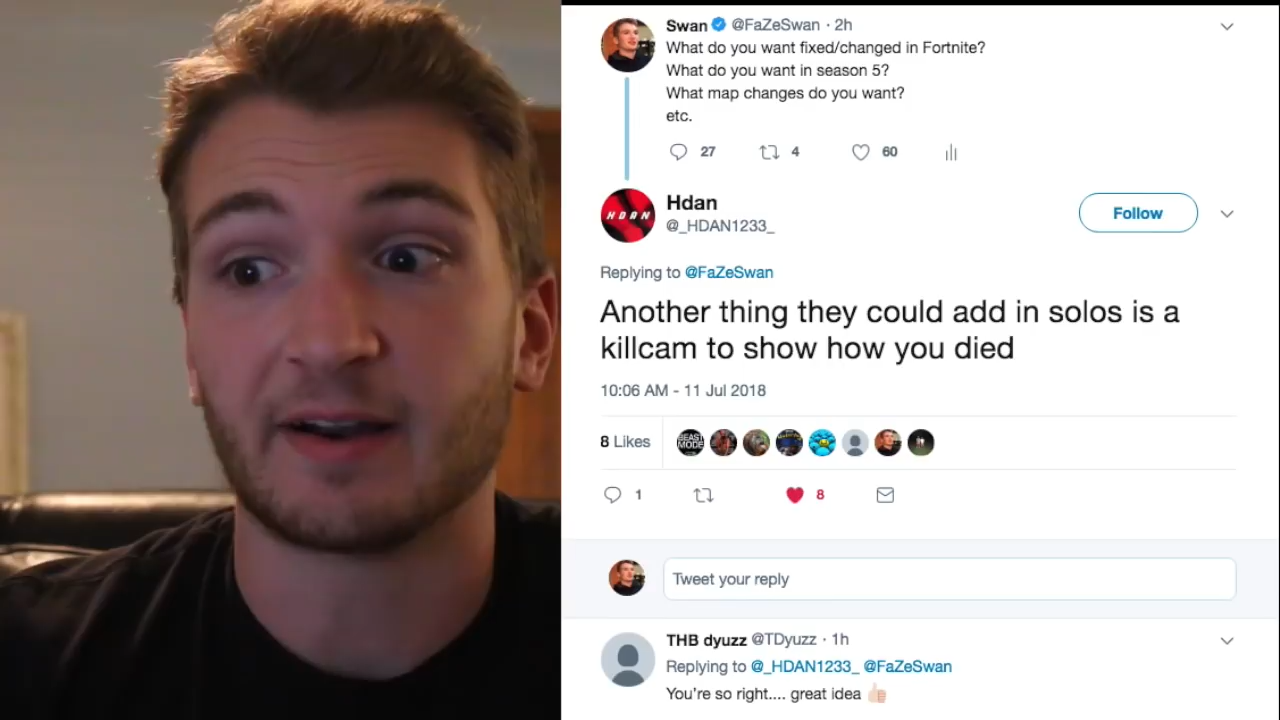 Swan @FaZeSwan · 2h
What do you want fixed/changed in Fortnite?
What do you want in season 5?
What map changes do you want?
etc.
27 4 60
HDAN
Hdan
@_HDAN1233_
Follow
Replying to @FaZeSwan
Another thing they could add in solos is a
killcam to show how you died
10:06 AM - 11 Jul 2018
8 Likes
BEAST MODE
1 8
Tweet your reply
THB dyuzz @TDyuzz · 1h
Replying to @_HDAN1233_ @FaZeSwan
You're so right.... great idea 👍🏻